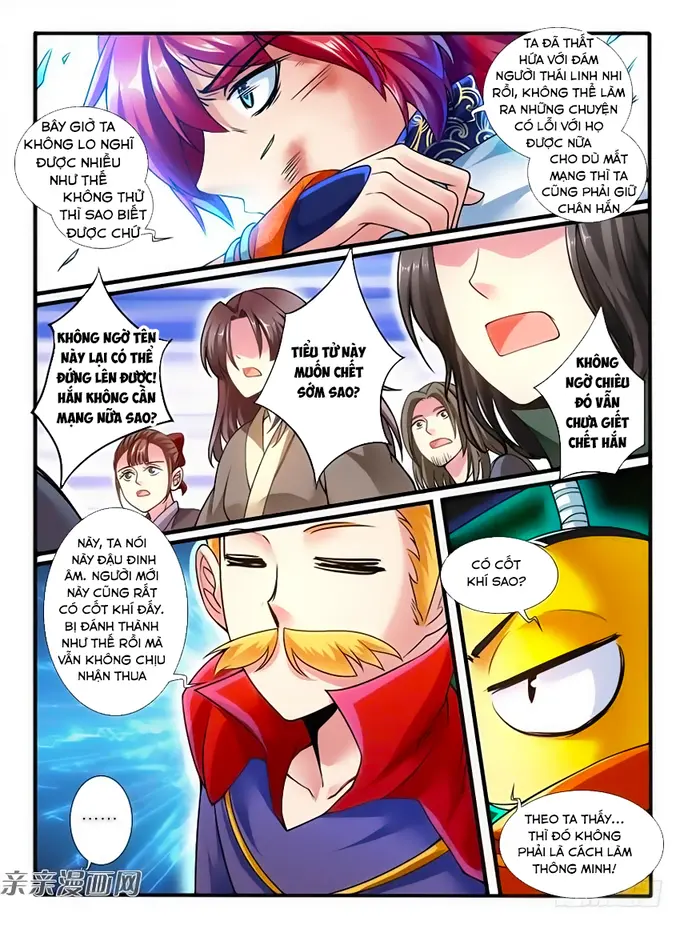 TA ĐÃ THẤT
HỨA VỚI ĐÁM
NGƯỜI THÁI LINH NHI
RỒI, KHÔNG THỂ LÀM
RA NHỮNG CHUYỆN
CÓ LỖI VỚI HỌ
ĐƯỢC NỮA
CHO DÙ MẤT
MẠNG THÌ TA
CŨNG PHẢI GIỮ
CHÂN HẮN
BÂY GIỜ TA
KHÔNG LO NGHĨ
ĐƯỢC NHIỀU
NHƯ THẾ
KHÔNG THỬ
THÌ SAO BIẾT
ĐƯỢC CHỨ
KHÔNG NGỜ TÊN
NÀY LẠI CÓ THỂ
ĐỨNG LÊN ĐƯỢC!
HẮN KHÔNG CẦN
MẠNG NỮA SAO?
TIỂU TỬ NÀY
MUỐN CHẾT
SỚM SAO?
KHÔNG
NGỜ CHIÊU
ĐÓ VẪN
CHƯA GIẾT
CHẾT HẮN
NÀY, TA NÓI
NÀY ĐẬU ĐINH
ÂM. NGƯỜI MỚI
NÀY CŨNG RẤT
CÓ CỐT KHÍ ĐẤY.
BỊ ĐÁNH THÀNH
NHƯ THẾ RỒI MÀ
VẪN KHÔNG CHỊU
NHẬN THUA
CÓ CỐT
KHÍ SAO?
......
THEO TA THẤY...
THÌ ĐÓ KHÔNG
PHẢI LÀ CÁCH LÀM
THÔNG MINH!
亲亲漫画网